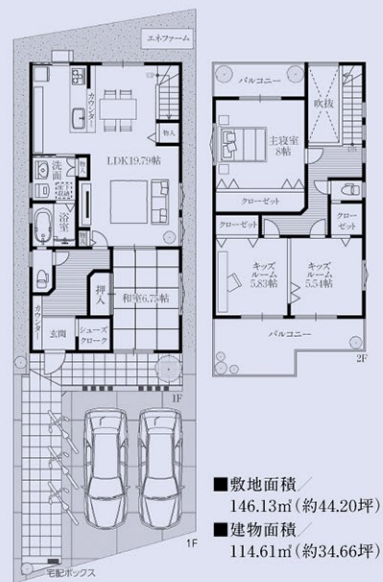 エネファーム
カウンター
UP
物入
LDK19.79帖
洗面
床下収納
浴室
押入
和室6.75帖
カウンター
玄関
シューズクローク
1F
1F
宅配ボックス
バルコニー
吹抜
主寝室
8帖
クローゼット
クローゼット
クローゼット
キッズルーム
5.83帖
キッズルーム
5.54帖
バルコニー
2F
■敷地面積／
146.13㎡(約44.20坪)
■建物面積／
114.61㎡(約34.66坪)